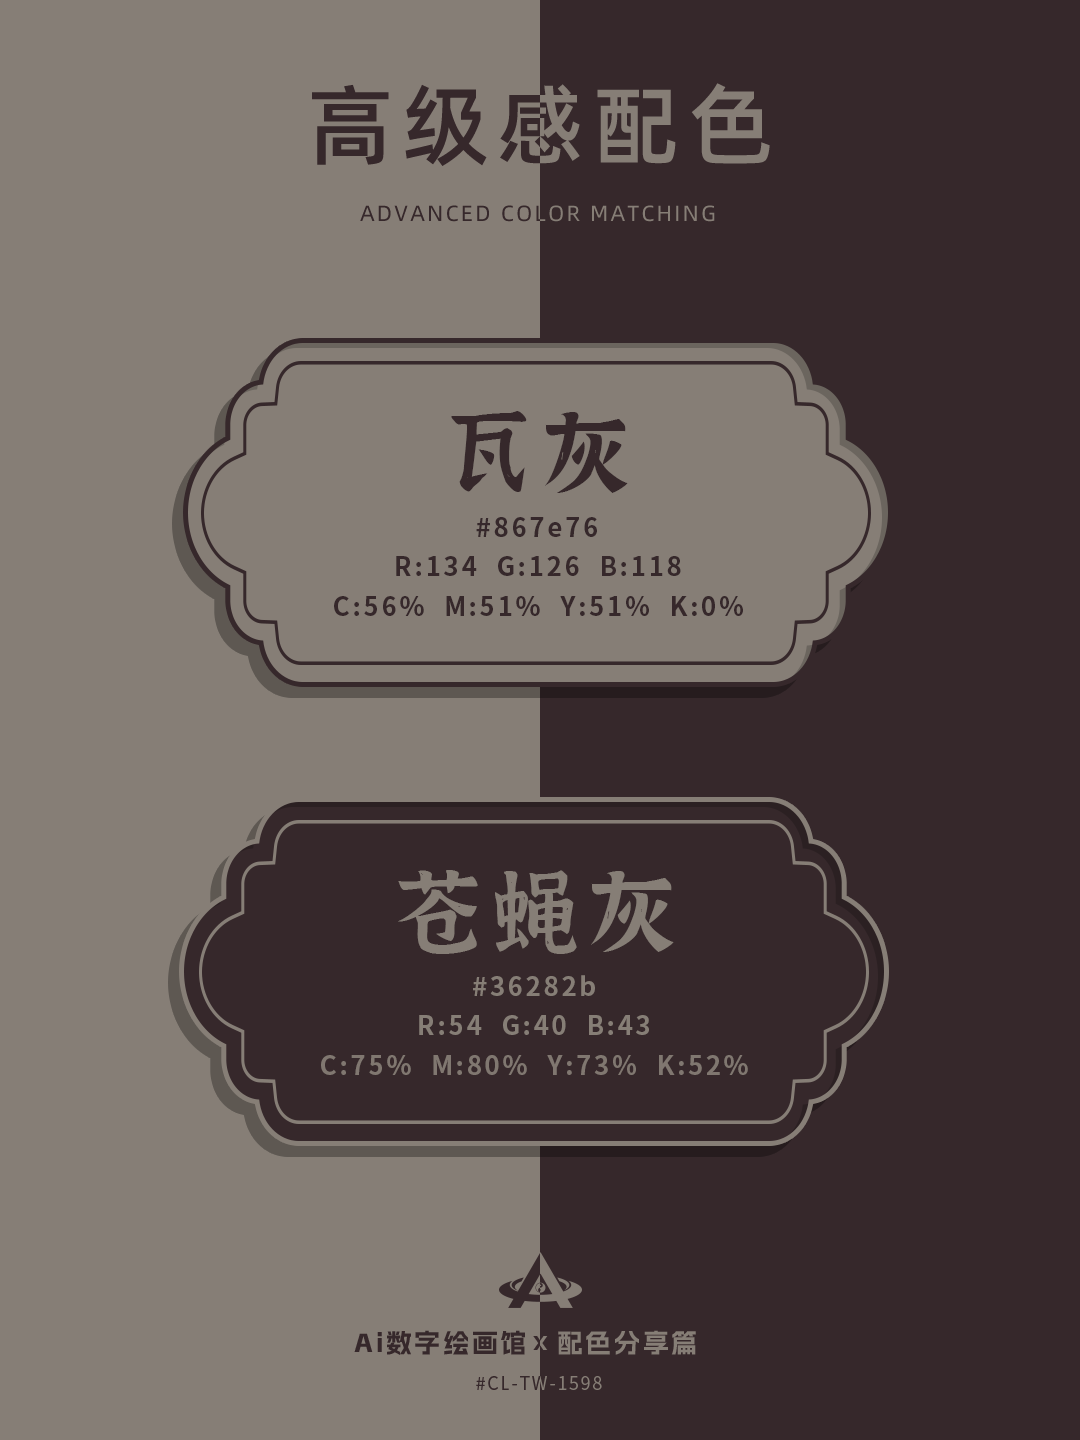 高级感配色
ADVANCED COLOR MATCHING
瓦灰
#867e76
R:134 G:126 B:118
C:56% M:51% Y:51% K:0%
苍蝇灰
#36282b
R:54 G:40 B:43
C:75% M:80% Y:73% K:52%
Ai数字绘画馆 x 配色分享篇
#CL-TW-1598